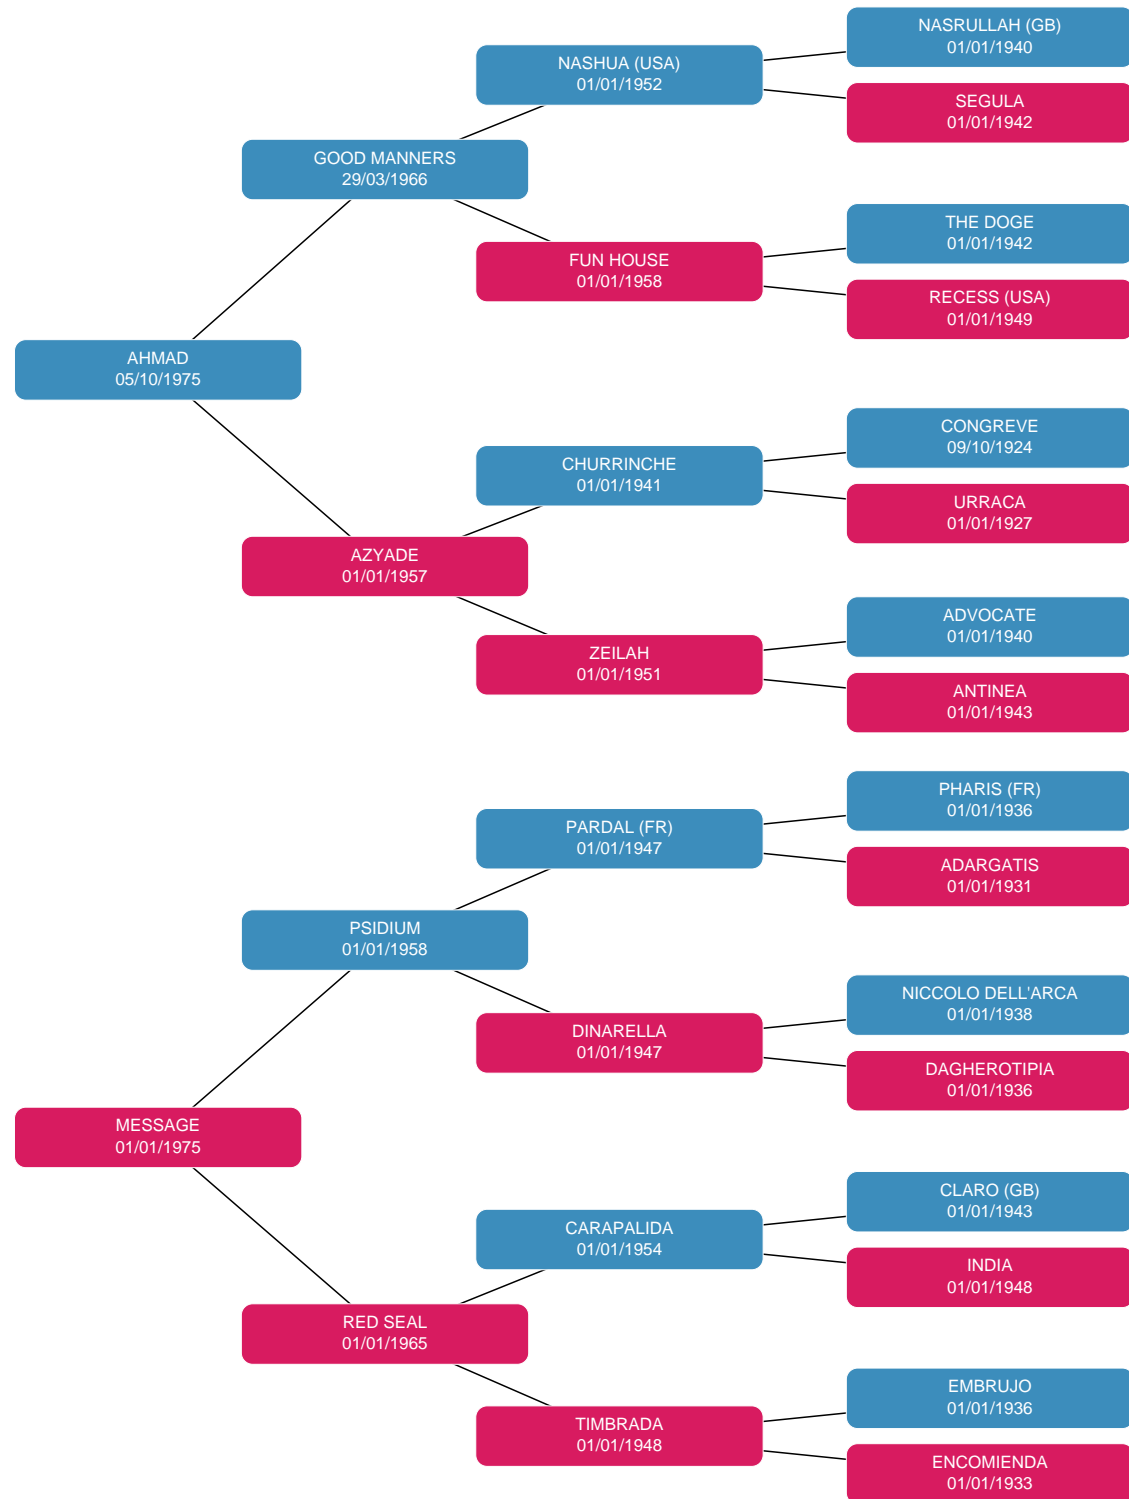 NASRULLAH (GB)
01/01/1940
NASHUA (USA)
01/01/1952
SEGULA
01/01/1942
GOOD MANNERS
29/03/1966
THE DOGE
01/01/1942
FUN HOUSE
01/01/1958
RECESS (USA)
01/01/1949
AHMAD
05/10/1975
CONGREVE
09/10/1924
CHURRINCHE
01/01/1941
URRACA
01/01/1927
AZYADE
01/01/1957
ADVOCATE
01/01/1940
ZEILAH
01/01/1951
ANTINEA
01/01/1943
PHARIS (FR)
01/01/1936
PARDAL (FR)
01/01/1947
ADARGATIS
01/01/1931
PSIDIUM
01/01/1958
NICCOLO DELL'ARCA
01/01/1938
DINARELLA
01/01/1947
DAGHEROTIPIA
01/01/1936
MESSAGE
01/01/1975
CLARO (GB)
01/01/1943
CARAPALIDA
01/01/1954
INDIA
01/01/1948
RED SEAL
01/01/1965
EMBRUJO
01/01/1936
TIMBRADA
01/01/1948
ENCOMIENDA
01/01/1933